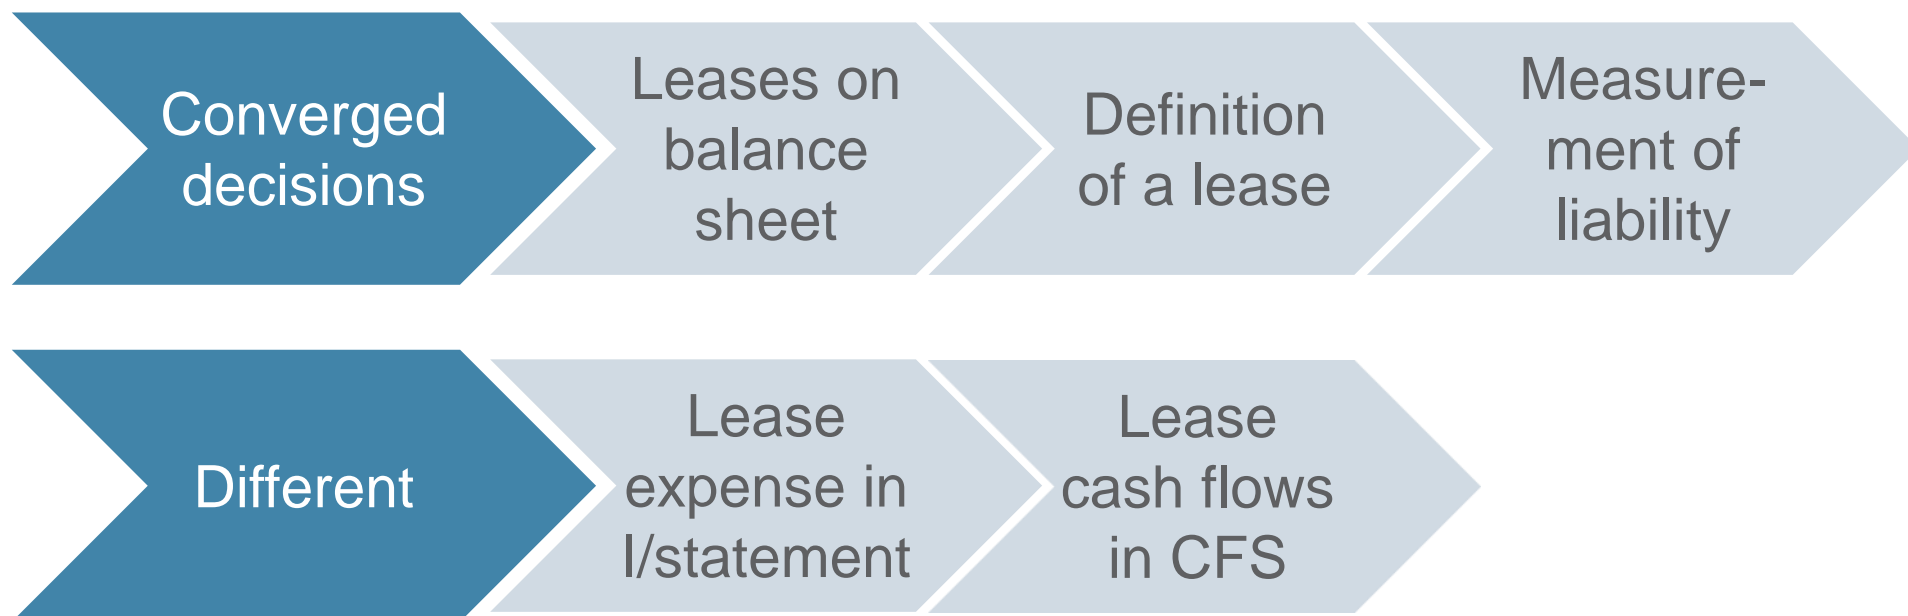 Converged
decisions
Leases on
balance
sheet
Definition
of a lease
Measure-
ment of
liability
Different
Lease
expense in
I/statement
Lease
cash flows
in CFS